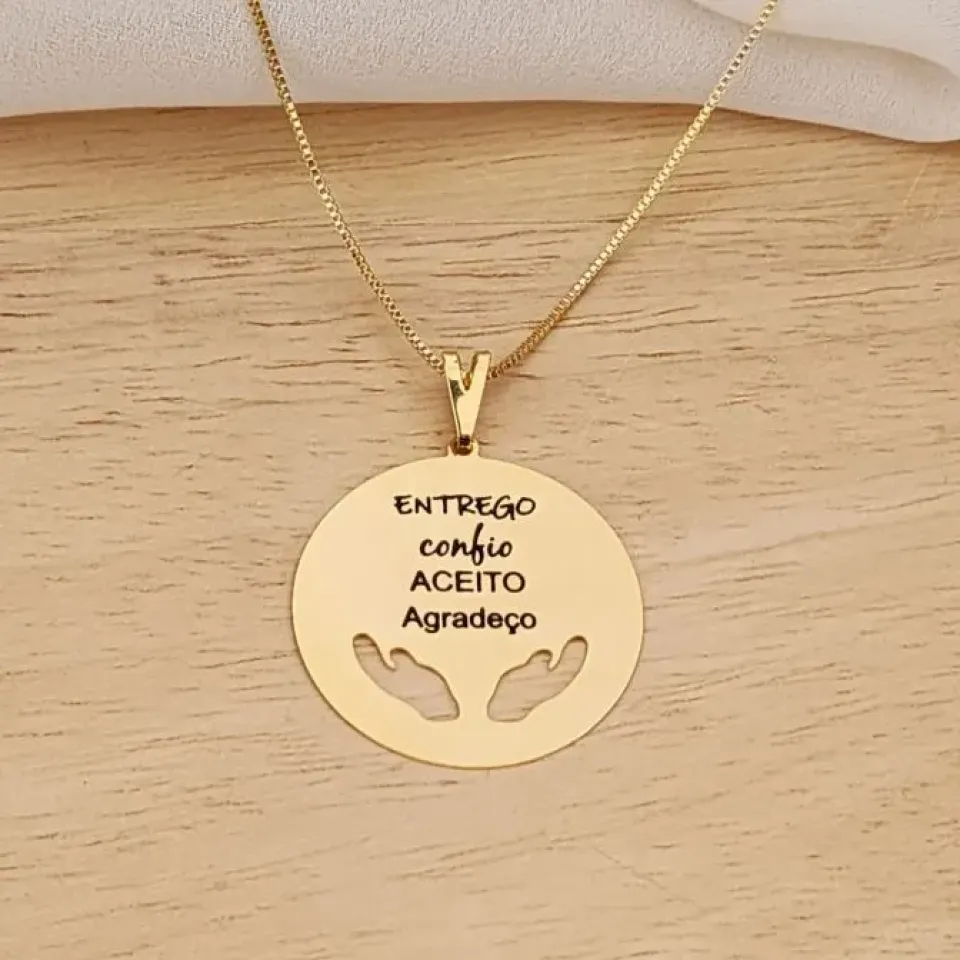 ENTREGO
confio
ACEITO
Agradeço